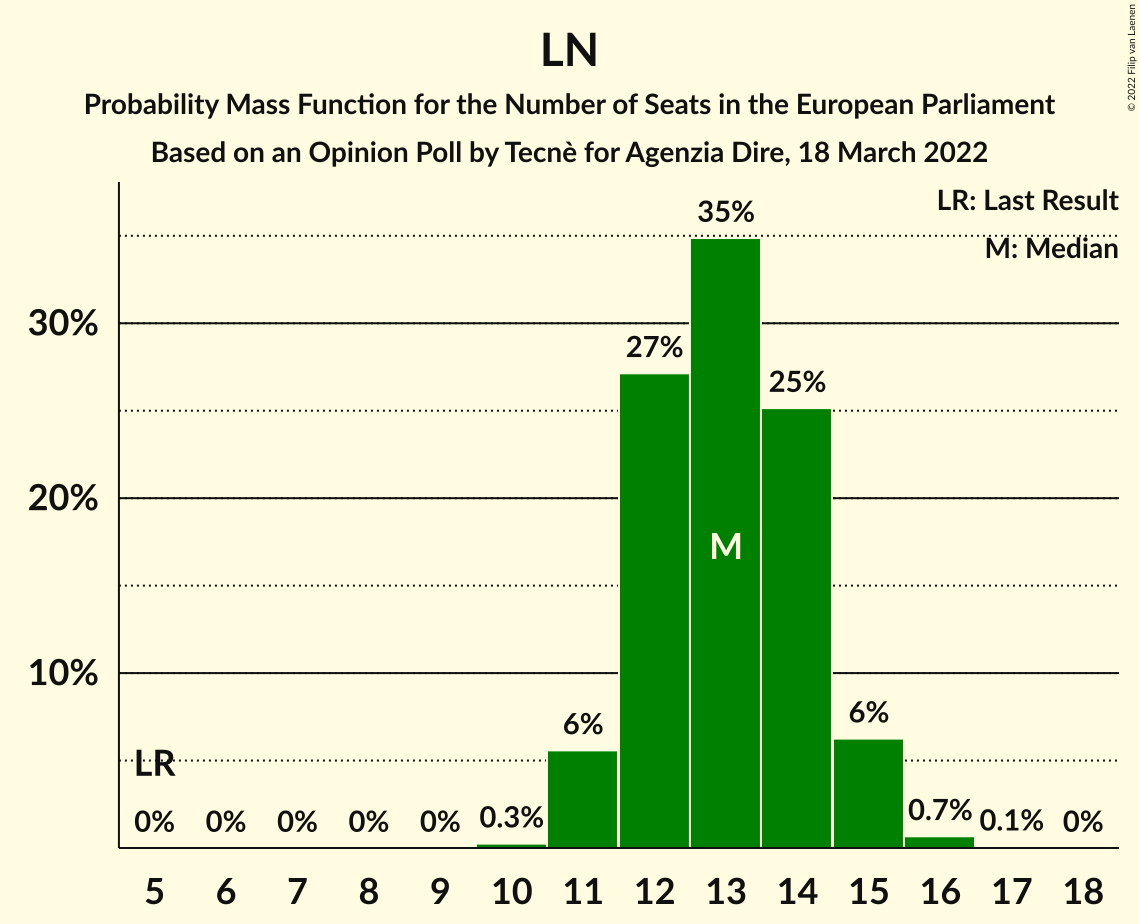 LN
Probability Mass Function for the Number of Seats in the European Parliament
Based on an Opinion Poll by Tecnè for Agenzia Dire, 18 March 2022
© 2022 Filip van Laenen
LR: Last Result
M: Median
35%
30%
27%
25%
20%
M
10%
6%
6%
LR
0% 0% 0% 0% 0% 0.3% 0.7% 0.1% 0%
5 6 7 8 9 10 11 12 13 14 15 16 17 18